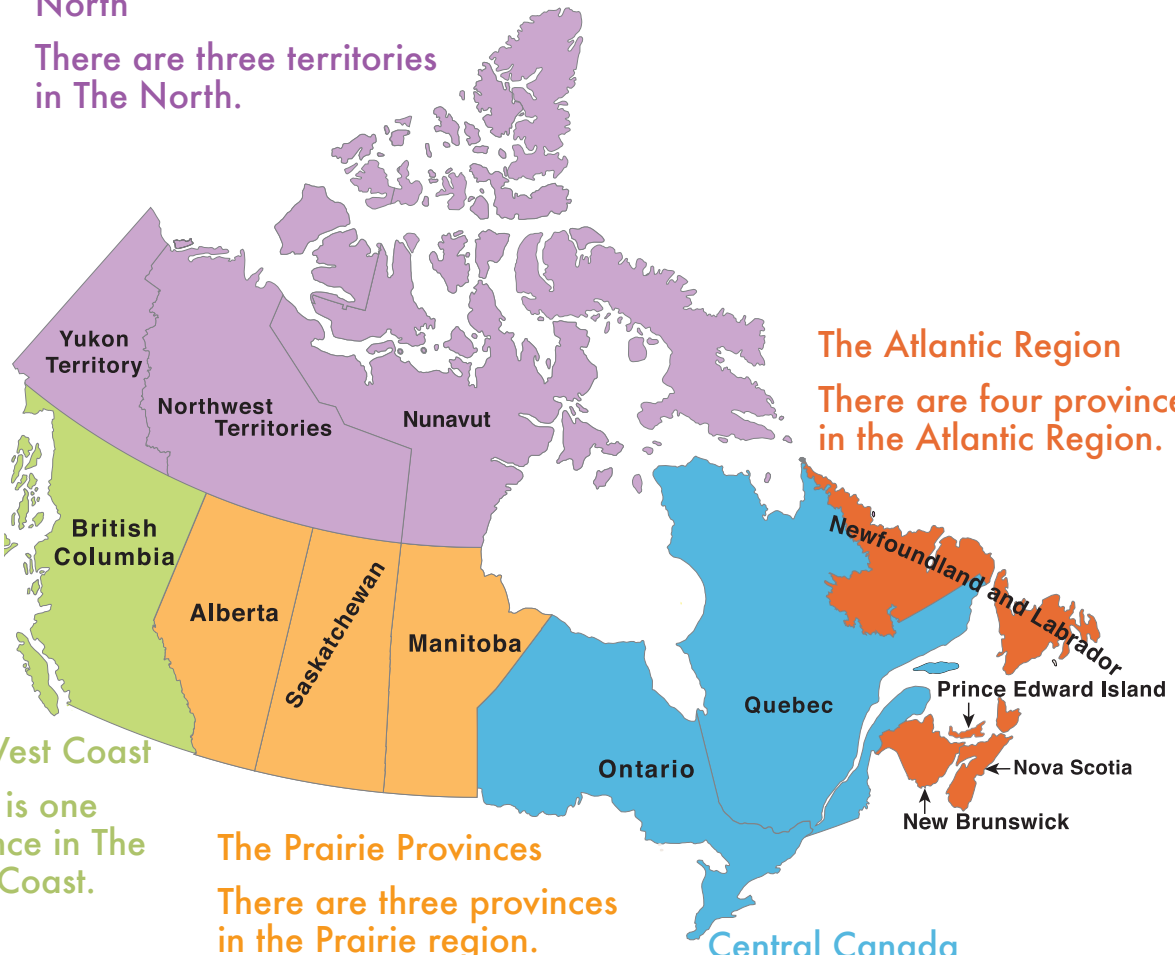 North
There are three territories
in The North.
Yukon
Territory
Northwest
Territories
Nunavut
The Atlantic Region
There are four province
in the Atlantic Region.
British
Columbia
Alberta
Saskatchewan
Manitoba
Newfoundland and Labrador
Prince Edward Island
Quebec
Ontario
Nova Scotia
New Brunswick
West Coast
is one
nce in The
Coast.
The Prairie Provinces
There are three provinces
in the Prairie region.
Central Canada